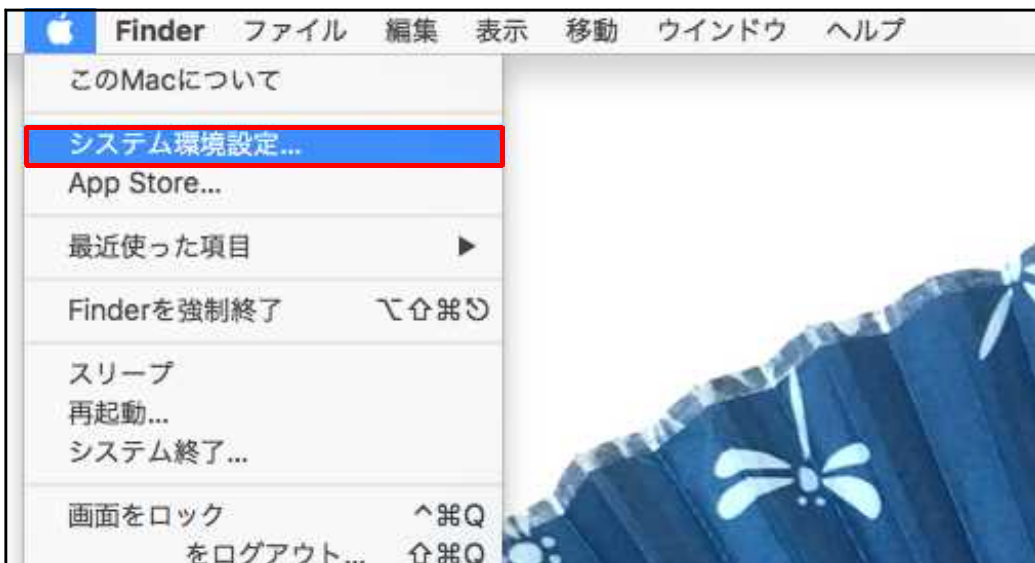 Finder ファイル 編集 表示 移動 ウインドウ ヘルプ
このMacについて
システム環境設定...
App Store...
最近使った項目 ▶
Finderを強制終了 ⌥⇧⌘⎋
スリープ
再起動...
システム終了...
画面をロック ^⌘Q
をログアウト... ⇧⌘Q